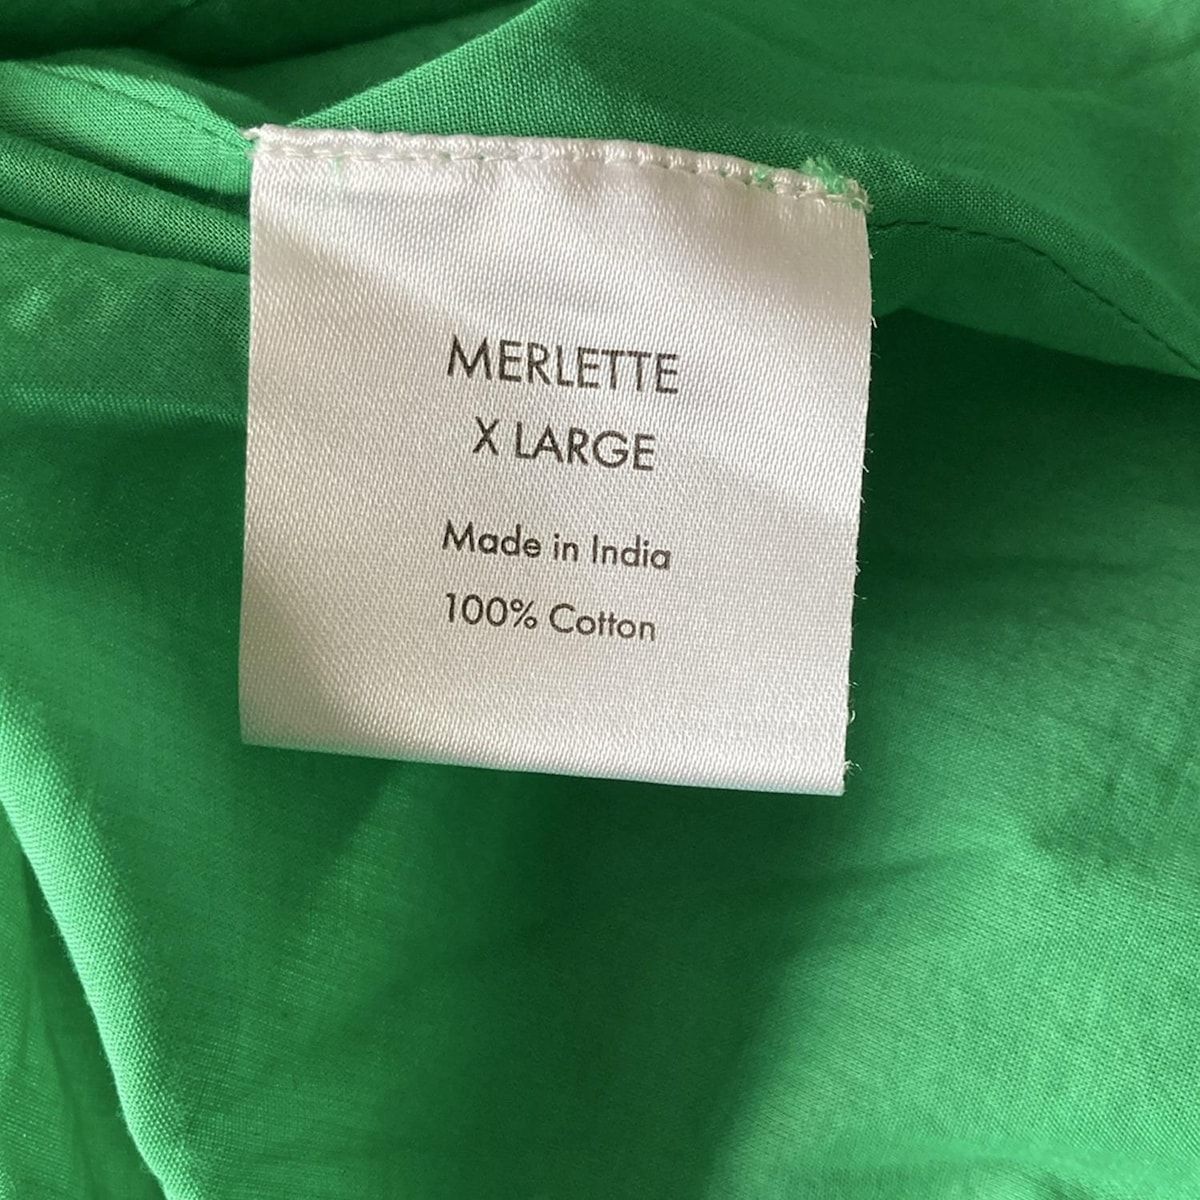 MERLETTE
X LARGE
Made in India
100% Cotton